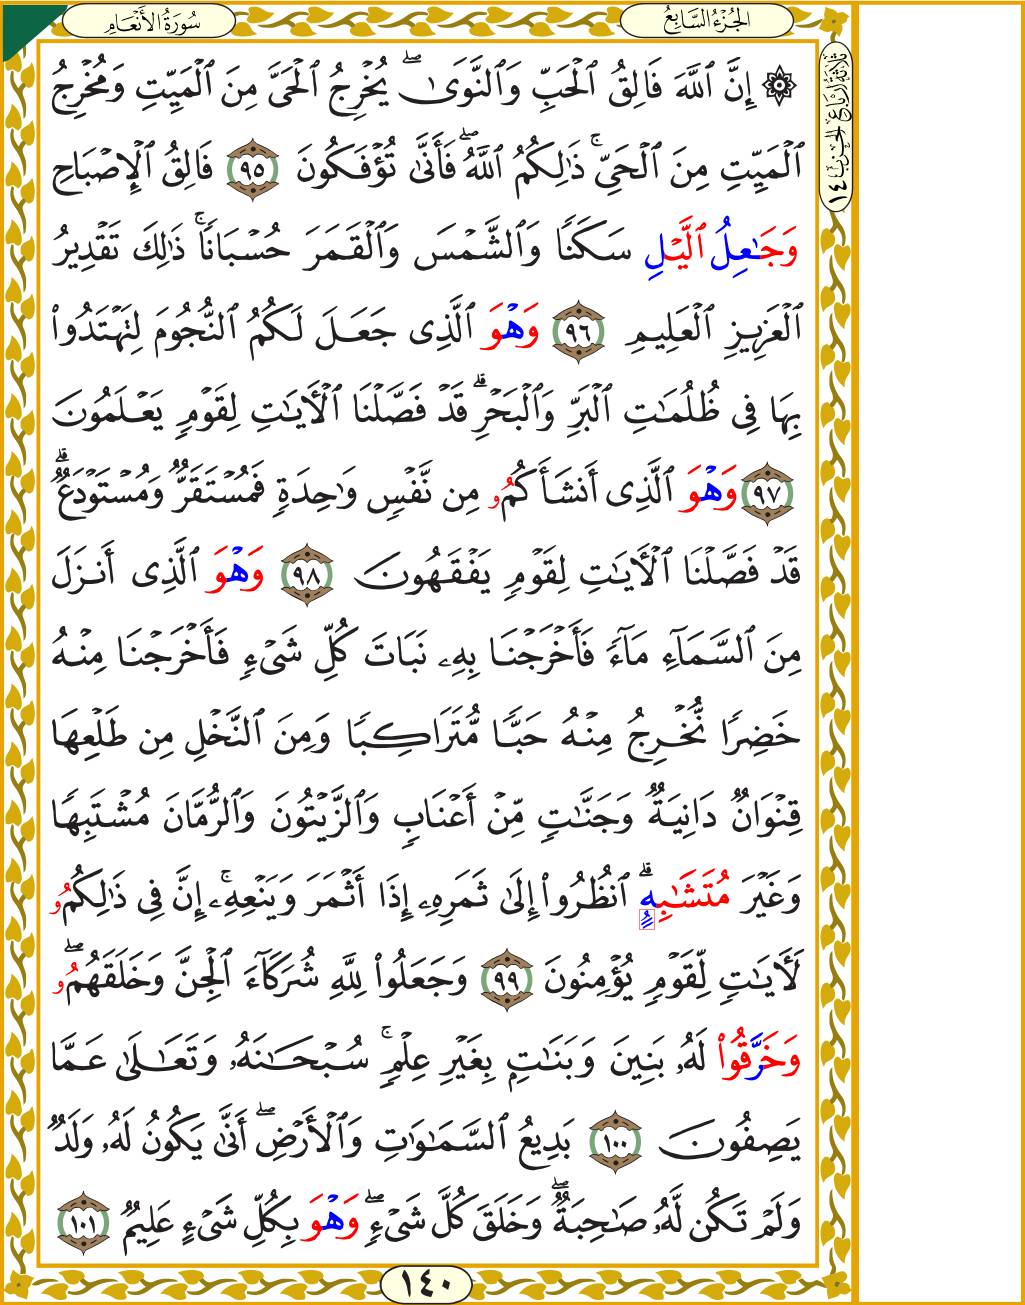 سُورَةُ الأَنْعَامِ
الجُزْءُ السَّابِعُ
ثَلَاثَةُ أَرْبَاعِ الحِزْبِ ١٤
۞ إِنَّ ٱللَّهَ فَالِقُ ٱلْحَبِّ وَٱلنَّوَىٰۖ يُخْرِجُ ٱلْحَىَّ مِنَ ٱلْمَيِّتِ وَمُخْرِجُ
ٱلْمَيِّتِ مِنَ ٱلْحَىِّۚ ذَٰلِكُمُ ٱللَّهُۖ فَأَنَّىٰ تُؤْفَكُونَ ٩٥ فَالِقُ ٱلْإِصْبَاحِ
وَجَٰعِلُ ٱلَّيْلِ سَكَنًا وَٱلشَّمْسَ وَٱلْقَمَرَ حُسْبَانًاۚ ذَٰلِكَ تَقْدِيرُ
ٱلْعَزِيزِ ٱلْعَلِيمِ ٩٦ وَهْوَ ٱلَّذِى جَعَلَ لَكُمُ ٱلنُّجُومَ لِتَهْتَدُوا۟
بِهَا فِى ظُلُمَٰتِ ٱلْبَرِّ وَٱلْبَحْرِۗ قَدْ فَصَّلْنَا ٱلْأٓيَٰتِ لِقَوْمٍ يَعْلَمُونَ
٩٧ وَهْوَ ٱلَّذِى أَنشَأَكُمُۥ مِن نَّفْسٍ وَٰحِدَةٍ فَمُسْتَقَرٌّ وَمُسْتَوْدَعٌۗ
قَدْ فَصَّلْنَا ٱلْأٓيَٰتِ لِقَوْمٍ يَفْقَهُونَ ٩٨ وَهْوَ ٱلَّذِى أَنزَلَ
مِنَ ٱلسَّمَآءِ مَآءً فَأَخْرَجْنَا بِهِۦ نَبَاتَ كُلِّ شَىْءٍ فَأَخْرَجْنَا مِنْهُ
خَضِرًا نُّخْرِجُ مِنْهُ حَبًّا مُّتَرَاكِبًا وَمِنَ ٱلنَّخْلِ مِن طَلْعِهَا
قِنْوَانٌ دَانِيَةٌ وَجَنَّٰتٍ مِّنْ أَعْنَابٍ وَٱلزَّيْتُونَ وَٱلرُّمَّانَ مُشْتَبِهًا
وَغَيْرَ مُتَشَٰبِهٍۗ ٱنظُرُوا۟ إِلَىٰ ثَمَرِهِۦ إِذَا أَثْمَرَ وَيَنْعِهِۦۚ إِنَّ فِى ذَٰلِكُمُۥ
لَأٓيَٰتٍ لِّقَوْمٍ يُؤْمِنُونَ ٩٩ وَجَعَلُوا۟ لِلَّهِ شُرَكَآءَ ٱلْجِنَّ وَخَلَقَهُمُۥۖ
وَخَرَّقُوا۟ لَهُۥ بَنِينَ وَبَنَٰتٍ بِغَيْرِ عِلْمٍۚ سُبْحَٰنَهُۥ وَتَعَٰلَىٰ عَمَّا
يَصِفُونَ ١٠٠ بَدِيعُ ٱلسَّمَٰوَٰتِ وَٱلْأَرْضِۖ أَنَّىٰ يَكُونُ لَهُۥ وَلَدٌ
وَلَمْ تَكُن لَّهُۥ صَٰحِبَةٌۖ وَخَلَقَ كُلَّ شَىْءٍۖ وَهْوَ بِكُلِّ شَىْءٍ عَلِيمٌ ١٠١
١٤٠